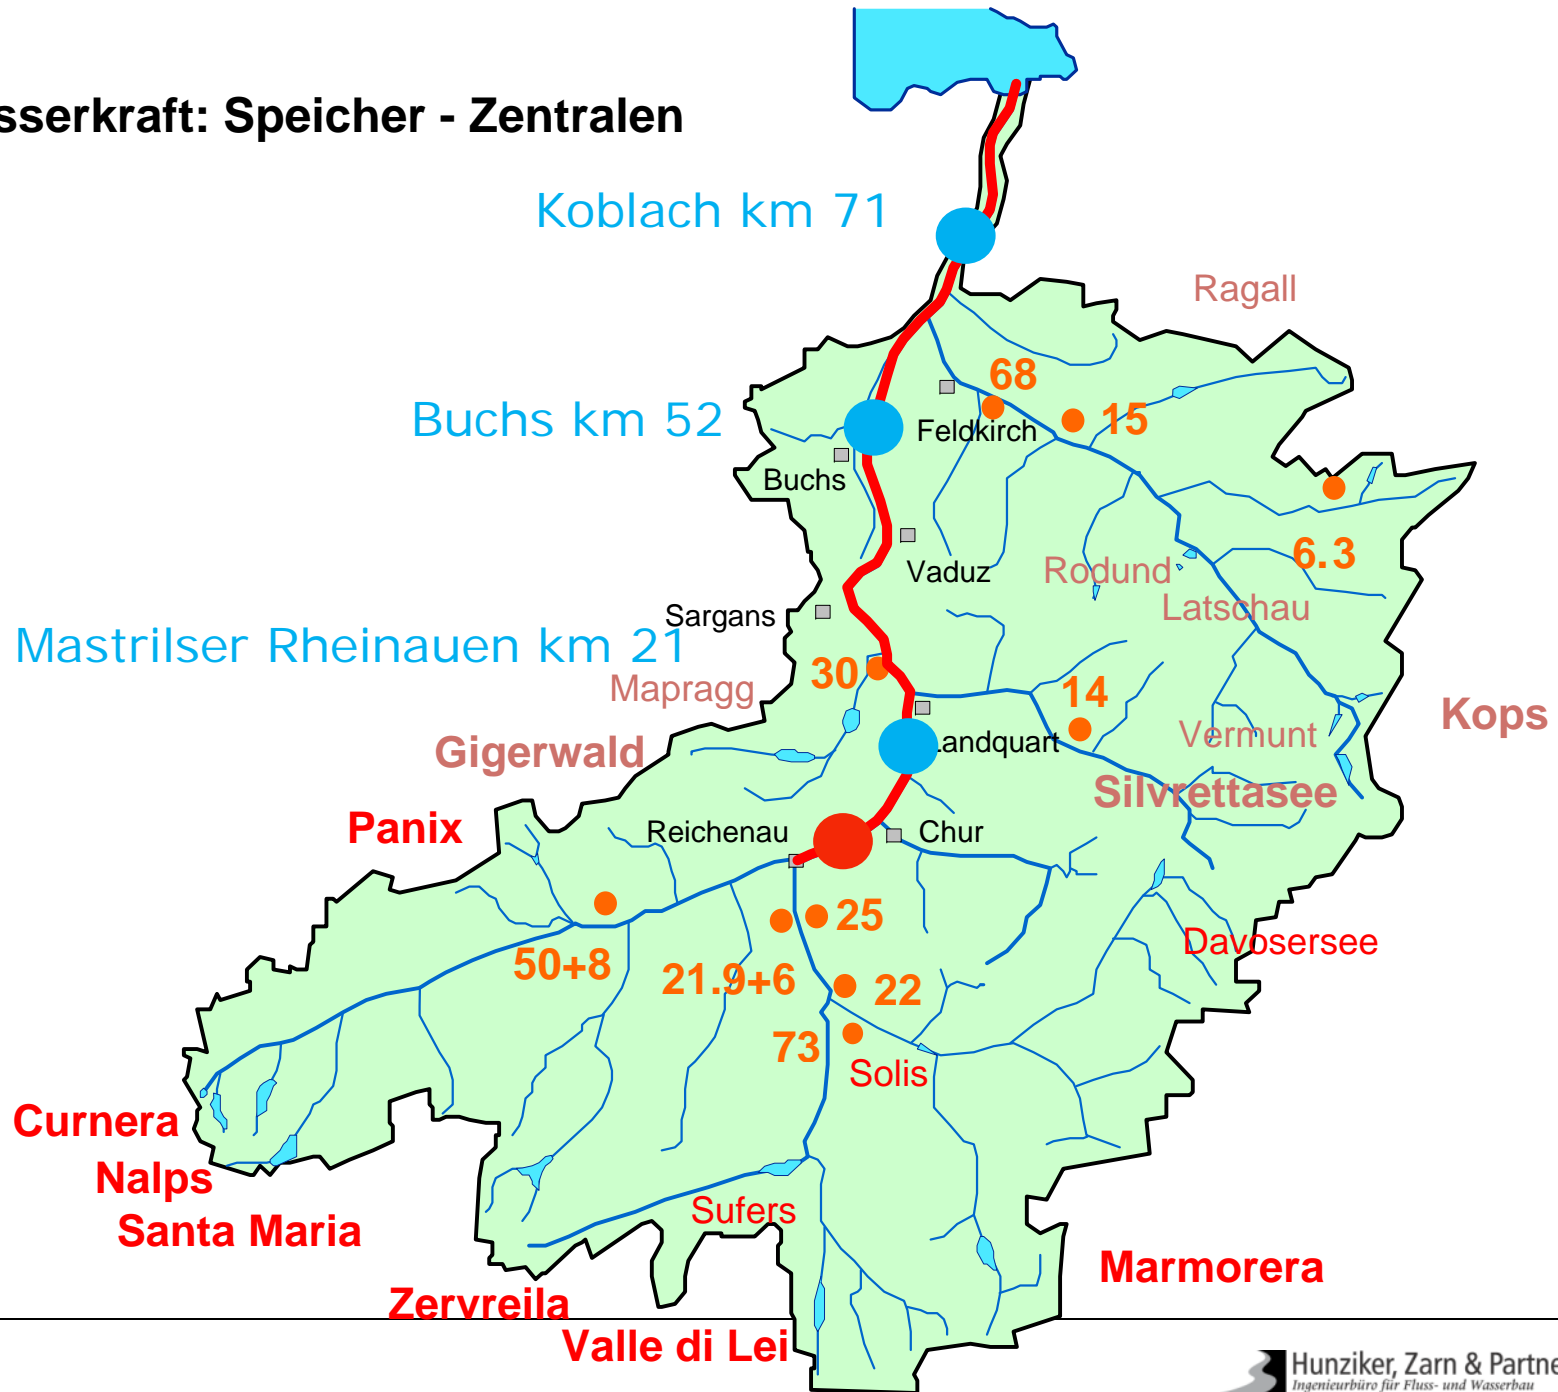 sserkraft: Speicher - Zentralen
Koblach km 71
Ragall
68
15
Buchs km 52
Feldkirch
Buchs
6.3
Vaduz
Rodund
Latschau
Sargans
Mastrilser Rheinauen km 21
30
Mapragg
14
Kops
Vermunt
Landquart
Gigerwald
Silvrettasee
Panix
Reichenau
Chur
25
Davosersee
50+8
21.9+6
22
73
Solis
Curnera
Nalps
Santa Maria
Sufers
Marmorera
Zervreila
Valle di Lei
Hunziker, Zarn & Partne
Ingenieurbüro für Fluss- und Wasserbau